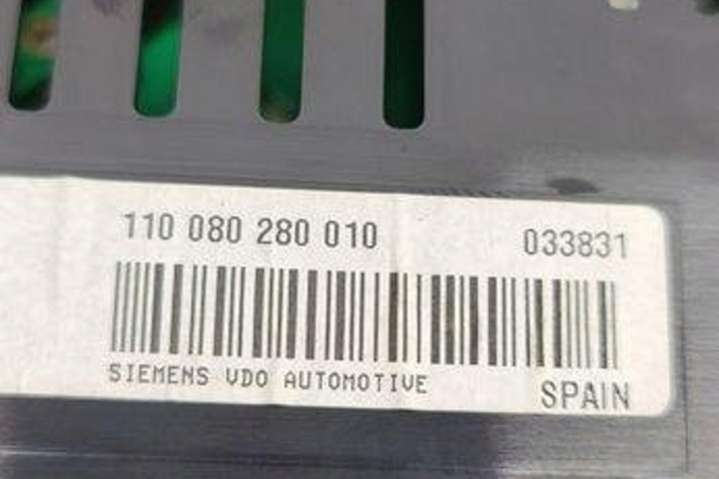 110 080 280 010 033831
SIEMENS VDO AUTOMOTIVE SPAIN